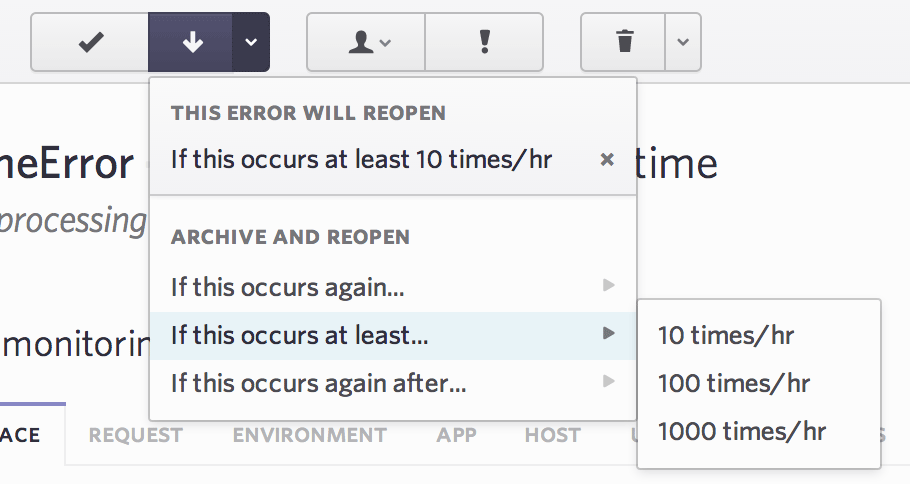 THIS ERROR WILL REOPEN
If this occurs at least 10 times/hr
neError
time
processing
ARCHIVE AND REOPEN
If this occurs again...
If this occurs at least...
If this occurs again after...
10 times/hr
100 times/hr
1000 times/hr
monitorin
ACE REQUEST ENVIRONMENT APP HOST